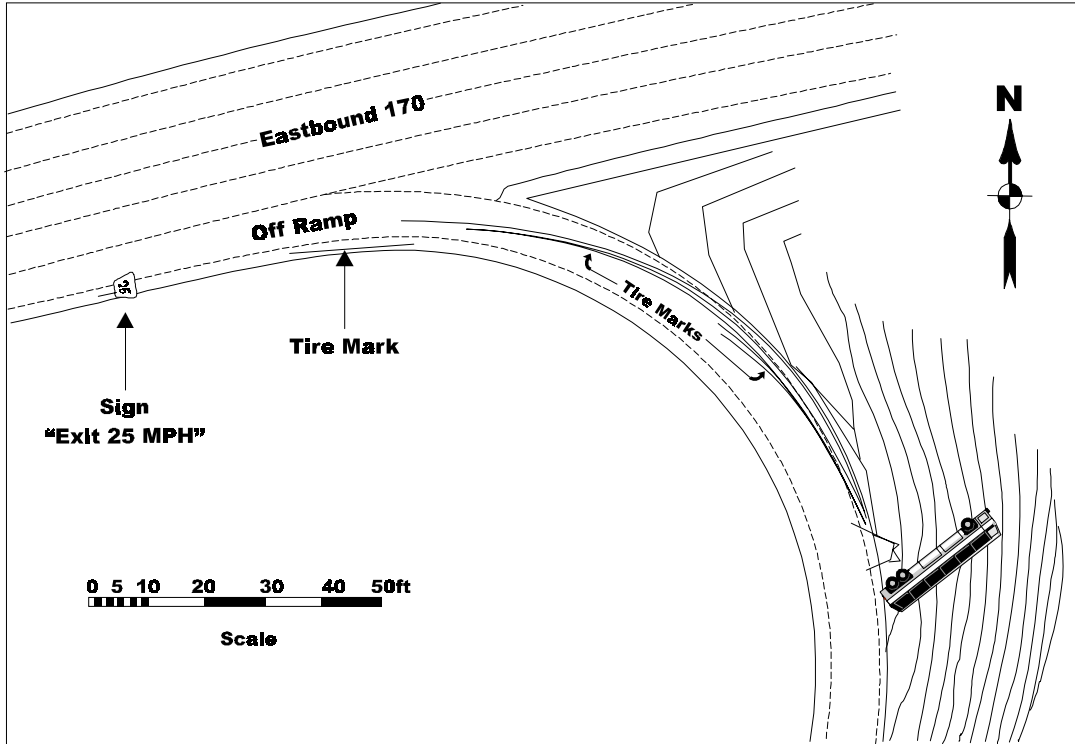 Eastbound 170
N
Off Ramp
25
Tire Marks
Tire Mark
Sign
“Exit 25 MPH”
0 5 10 20 30 40 50ft
Scale